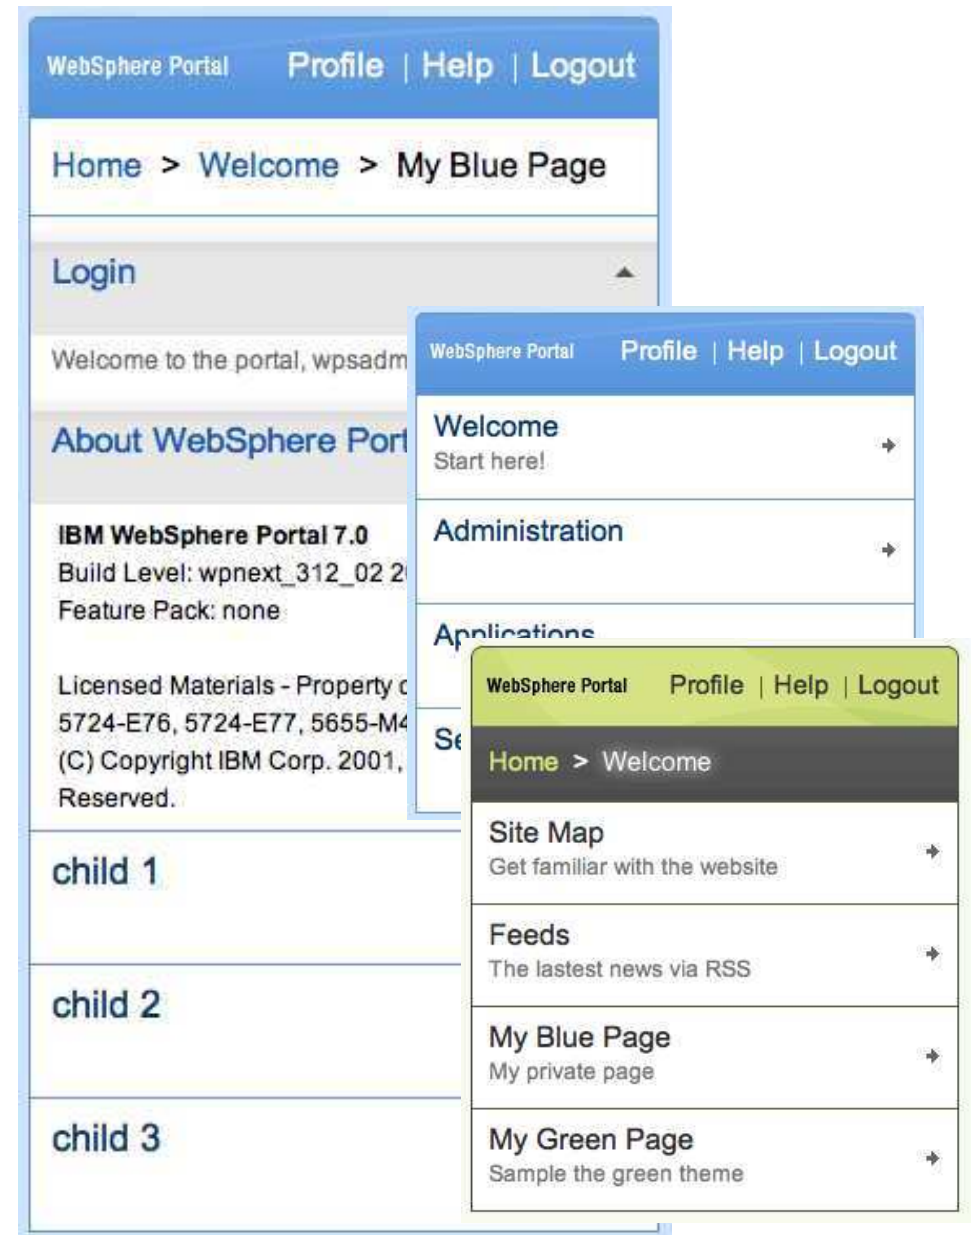 WebSphere Portal Profile | Help | Logout
Home > Welcome > My Blue Page
Login
Welcome to the portal,
About WebSphere
IBM WebSphere Portal 7.0
Build Level: wpnext_312_02
Feature Pack: none
Licensed Materials - Property
5724-E76, 5724-E77,
(C) Copyright IBM Corp. 2001,
Reserved.
child 1
child 2
child 3
WebSphere Portal Profile | Help | Logout
Welcome
Start here!
Administration
Applications
WebSphere Portal Profile | Help | Logout
Home > Welcome
Site Map
Get familiar with the website
Feeds
The lastest news via RSS
My Blue Page
My private page
My Green Page
Sample the green theme